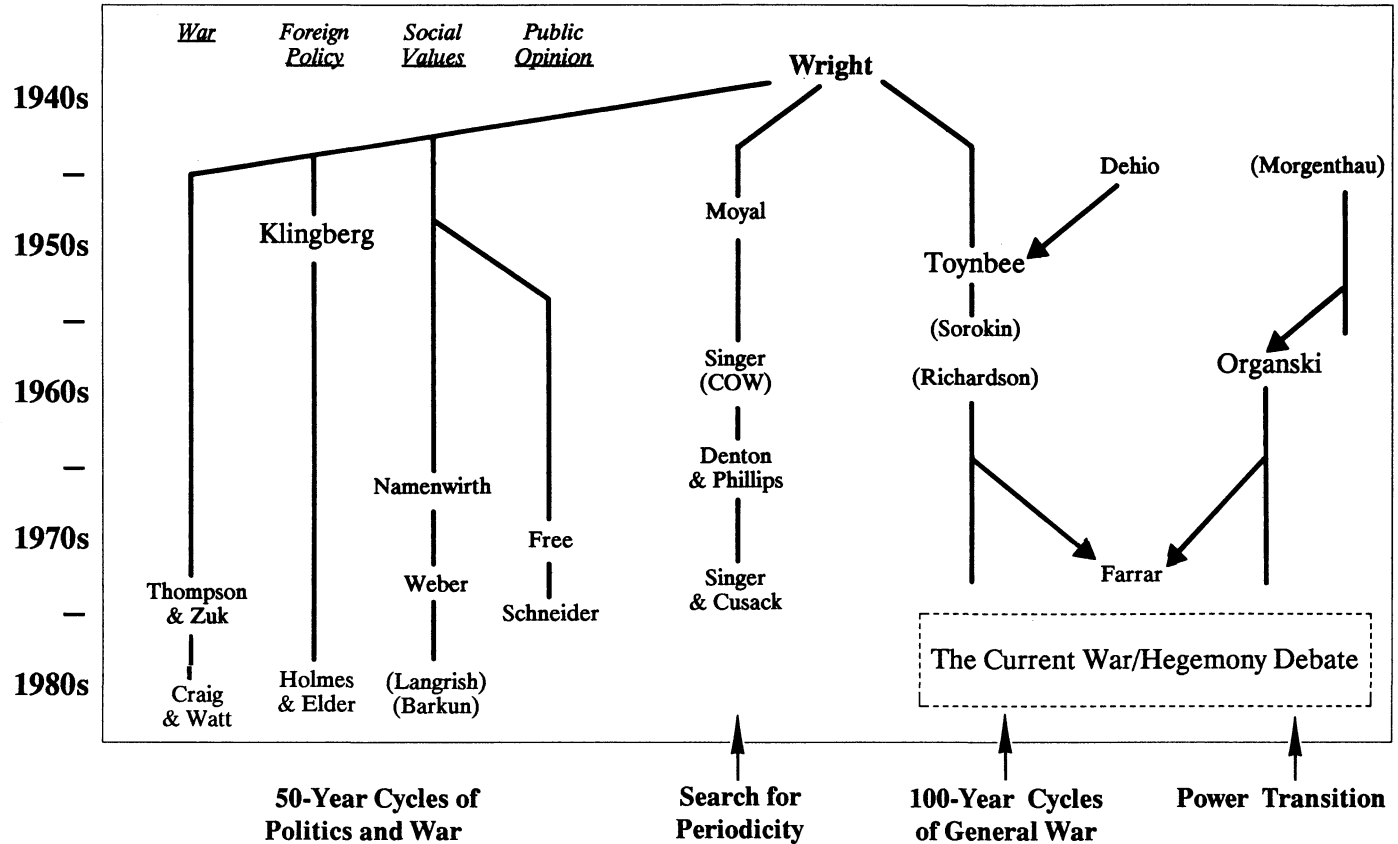 War
Foreign
Policy
Social
Values
Public
Opinion
Wright
1940s
Dehio
(Morgenthau)
Moyal
Klingberg
1950s
Toynbee
(Sorokin)
Singer
(COW)
Organski
(Richardson)
1960s
Denton
& Phillips
Namenwirth
1970s
Free
Farrar
Thompson
& Zuk
Weber
Singer
& Cusack
Schneider
The Current War/Hegemony Debate
1980s
Craig
& Watt
Holmes
& Elder
(Langrish)
(Barkun)
50-Year Cycles of
Politics and War
Search for
Periodicity
100-Year Cycles
of General War
Power Transition